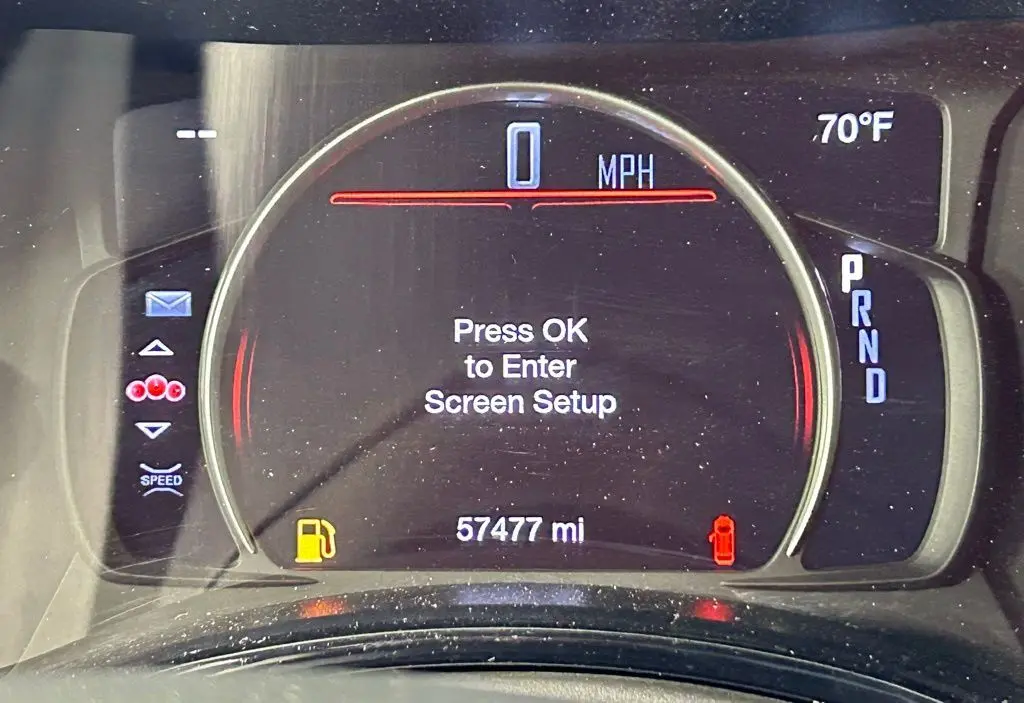 --
0 MPH
70°F
P
R
N
D
Press OK
to Enter
Screen Setup
SPEED
57477 mi